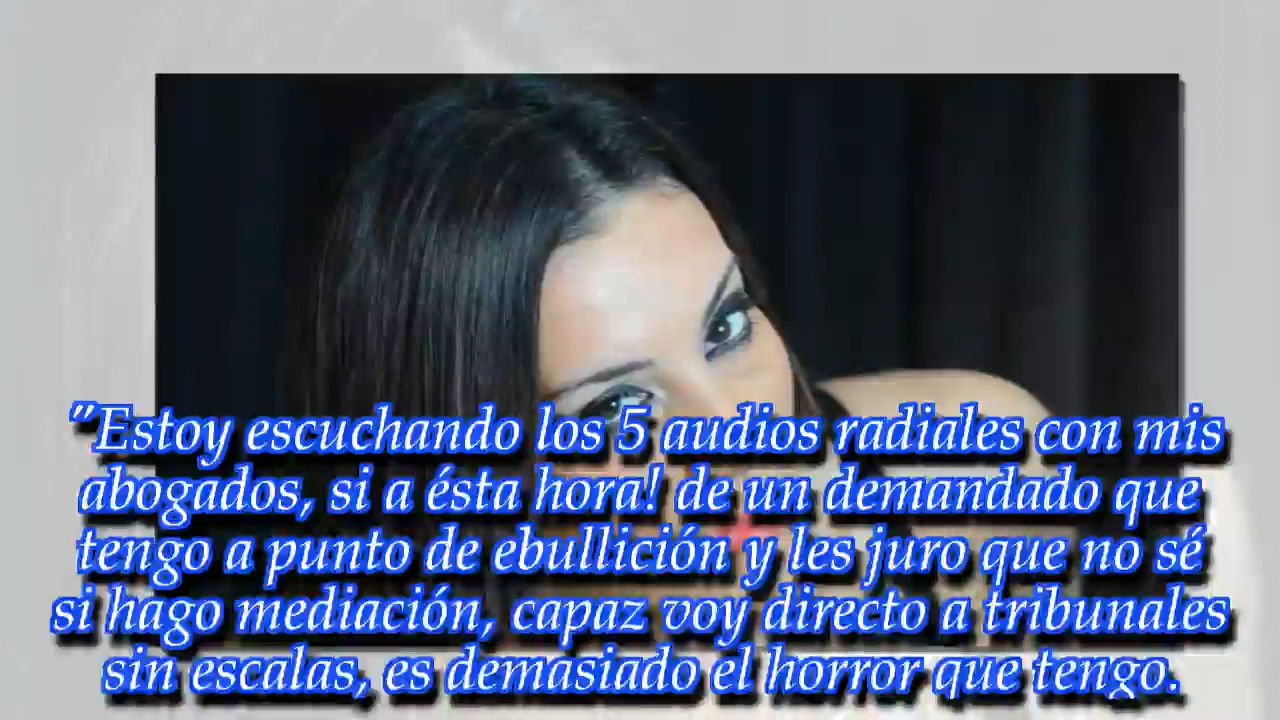 "Estoy escuchando los 5 audios radiales con mis
abogados, si a ésta hora! de un demandado que
tengo a punto de ebullición y les juro que no sé
si hago mediación, capaz voy directo a tribunales
sin escalas, es demasiado el horror que tengo.